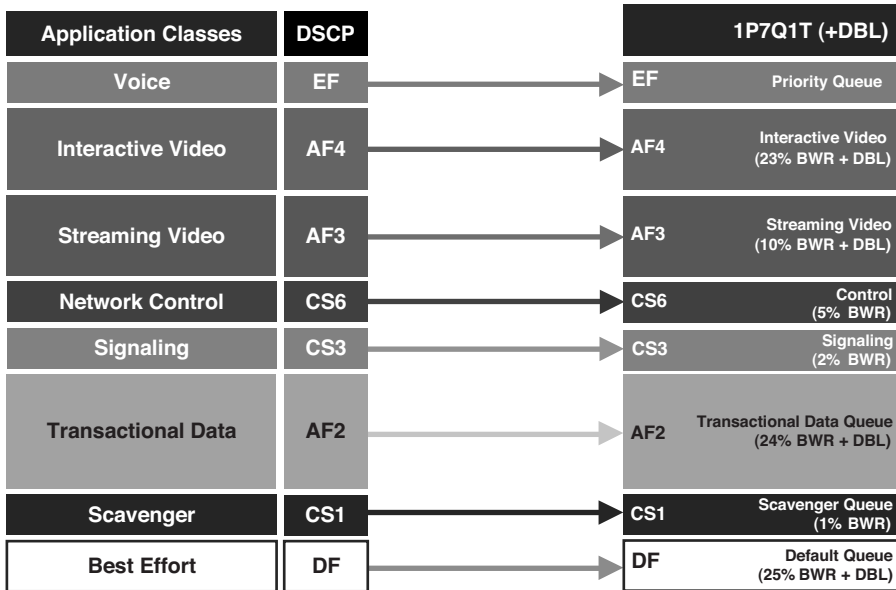 Application Classes DSCP 1P7Q1T (+DBL)
Voice EF EF Priority Queue
Interactive Video AF4 AF4 Interactive Video
(23% BWR + DBL)
Streaming Video AF3 AF3 Streaming Video
(10% BWR + DBL)
Network Control CS6 CS6 Control
(5% BWR)
Signaling CS3 CS3 Signaling
(2% BWR)
Transactional Data AF2 AF2 Transactional Data Queue
(24% BWR + DBL)
Scavenger CS1 CS1 Scavenger Queue
(1% BWR)
Best Effort DF DF Default Queue
(25% BWR + DBL)